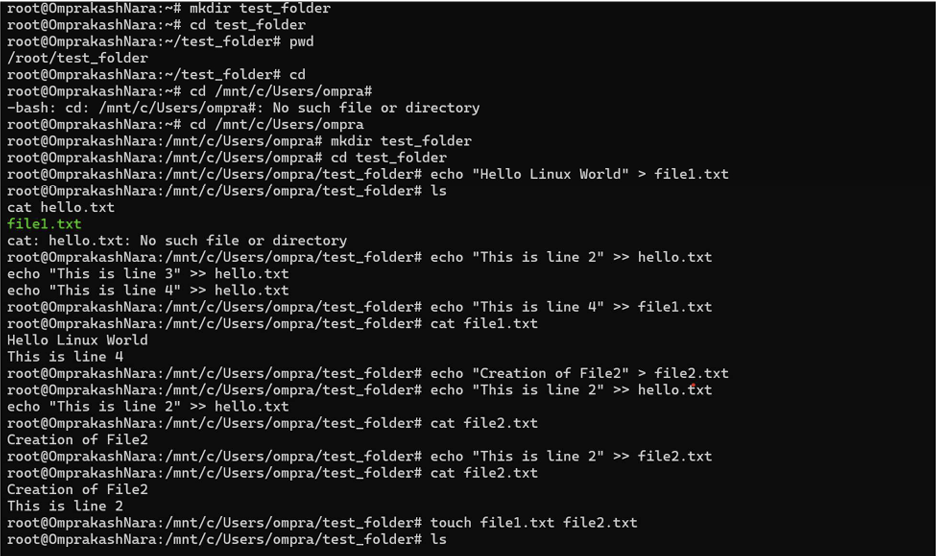 root@OmprakashNara:~# mkdir test_folder
root@OmprakashNara:~# cd test_folder
root@OmprakashNara:~/test_folder# pwd
/root/test_folder
root@OmprakashNara:~/test_folder# cd
root@OmprakashNara:~# cd /mnt/c/Users/ompra#
-bash: cd: /mnt/c/Users/ompra#: No such file or directory
root@OmprakashNara:~# cd /mnt/c/Users/ompra
root@OmprakashNara:/mnt/c/Users/ompra# mkdir test_folder
root@OmprakashNara:/mnt/c/Users/ompra# cd test_folder
root@OmprakashNara:/mnt/c/Users/ompra/test_folder# echo "Hello Linux World" > file1.txt
root@OmprakashNara:/mnt/c/Users/ompra/test_folder# ls
cat hello.txt
file1.txt
cat: hello.txt: No such file or directory
root@OmprakashNara:/mnt/c/Users/ompra/test_folder# echo "This is line 2" >> hello.txt
echo "This is line 3" >> hello.txt
echo "This is line 4" >> hello.txt
root@OmprakashNara:/mnt/c/Users/ompra/test_folder# echo "This is line 4" >> file1.txt
root@OmprakashNara:/mnt/c/Users/ompra/test_folder# cat file1.txt
Hello Linux World
This is line 4
root@OmprakashNara:/mnt/c/Users/ompra/test_folder# echo "Creation of File2" > file2.txt
root@OmprakashNara:/mnt/c/Users/ompra/test_folder# echo "This is line 2" >> hello.txt
echo "This is line 2" >> hello.txt
root@OmprakashNara:/mnt/c/Users/ompra/test_folder# cat file2.txt
Creation of File2
root@OmprakashNara:/mnt/c/Users/ompra/test_folder# echo "This is line 2" >> file2.txt
root@OmprakashNara:/mnt/c/Users/ompra/test_folder# cat file2.txt
Creation of File2
This is line 2
root@OmprakashNara:/mnt/c/Users/ompra/test_folder# touch file1.txt file2.txt
root@OmprakashNara:/mnt/c/Users/ompra/test_folder# ls